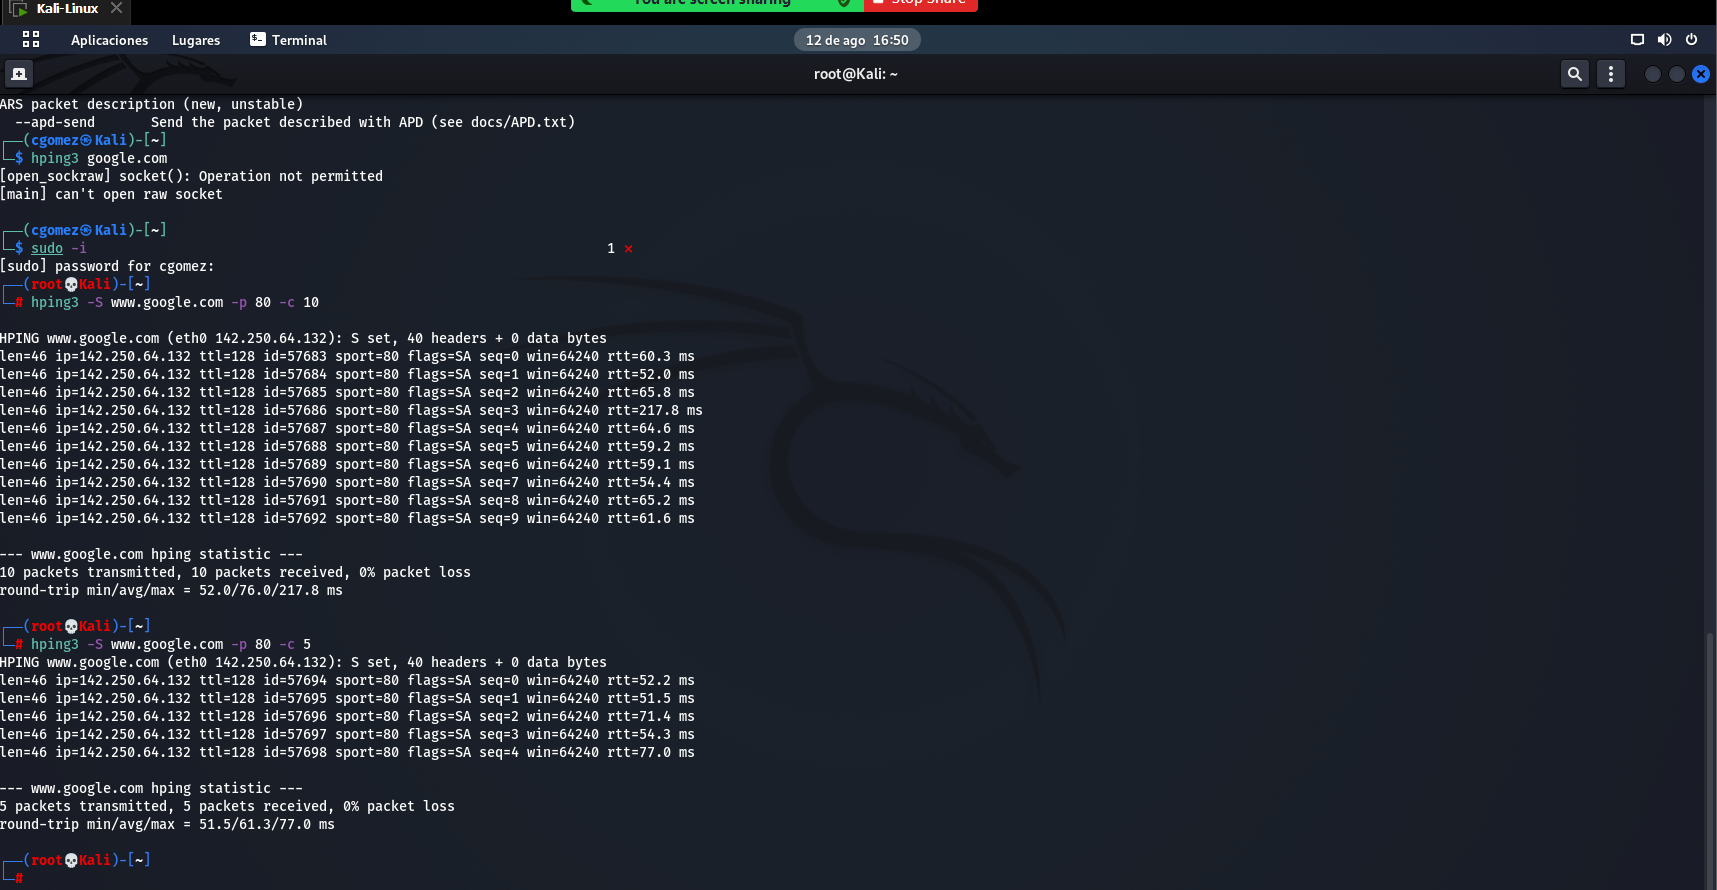 Kali-Linux
You are screen sharing
Stop Share
Aplicaciones Lugares Terminal
12 de ago 16:50
root@Kali: ~
ARS packet description (new, unstable)
--apd-send Send the packet described with APD (see docs/APD.txt)
┌──(cgomez㉿Kali)-[~]
└─$ hping3 google.com
[open_sockraw] socket(): Operation not permitted
[main] can't open raw socket
┌──(cgomez㉿Kali)-[~]
└─$ sudo -i 1 ⨯
[sudo] password for cgomez:
┌──(root💀Kali)-[~]
└─# hping3 -S www.google.com -p 80 -c 10
HPING www.google.com (eth0 142.250.64.132): S set, 40 headers + 0 data bytes
len=46 ip=142.250.64.132 ttl=128 id=57683 sport=80 flags=SA seq=0 win=64240 rtt=60.3 ms
len=46 ip=142.250.64.132 ttl=128 id=57684 sport=80 flags=SA seq=1 win=64240 rtt=52.0 ms
len=46 ip=142.250.64.132 ttl=128 id=57685 sport=80 flags=SA seq=2 win=64240 rtt=65.8 ms
len=46 ip=142.250.64.132 ttl=128 id=57686 sport=80 flags=SA seq=3 win=64240 rtt=217.8 ms
len=46 ip=142.250.64.132 ttl=128 id=57687 sport=80 flags=SA seq=4 win=64240 rtt=64.6 ms
len=46 ip=142.250.64.132 ttl=128 id=57688 sport=80 flags=SA seq=5 win=64240 rtt=59.2 ms
len=46 ip=142.250.64.132 ttl=128 id=57689 sport=80 flags=SA seq=6 win=64240 rtt=59.1 ms
len=46 ip=142.250.64.132 ttl=128 id=57690 sport=80 flags=SA seq=7 win=64240 rtt=54.4 ms
len=46 ip=142.250.64.132 ttl=128 id=57691 sport=80 flags=SA seq=8 win=64240 rtt=65.2 ms
len=46 ip=142.250.64.132 ttl=128 id=57692 sport=80 flags=SA seq=9 win=64240 rtt=61.6 ms
--- www.google.com hping statistic ---
10 packets transmitted, 10 packets received, 0% packet loss
round-trip min/avg/max = 52.0/76.0/217.8 ms
┌──(root💀Kali)-[~]
└─# hping3 -S www.google.com -p 80 -c 5
HPING www.google.com (eth0 142.250.64.132): S set, 40 headers + 0 data bytes
len=46 ip=142.250.64.132 ttl=128 id=57694 sport=80 flags=SA seq=0 win=64240 rtt=52.2 ms
len=46 ip=142.250.64.132 ttl=128 id=57695 sport=80 flags=SA seq=1 win=64240 rtt=51.5 ms
len=46 ip=142.250.64.132 ttl=128 id=57696 sport=80 flags=SA seq=2 win=64240 rtt=71.4 ms
len=46 ip=142.250.64.132 ttl=128 id=57697 sport=80 flags=SA seq=3 win=64240 rtt=54.3 ms
len=46 ip=142.250.64.132 ttl=128 id=57698 sport=80 flags=SA seq=4 win=64240 rtt=77.0 ms
--- www.google.com hping statistic ---
5 packets transmitted, 5 packets received, 0% packet loss
round-trip min/avg/max = 51.5/61.3/77.0 ms
┌──(root💀Kali)-[~]
└─#